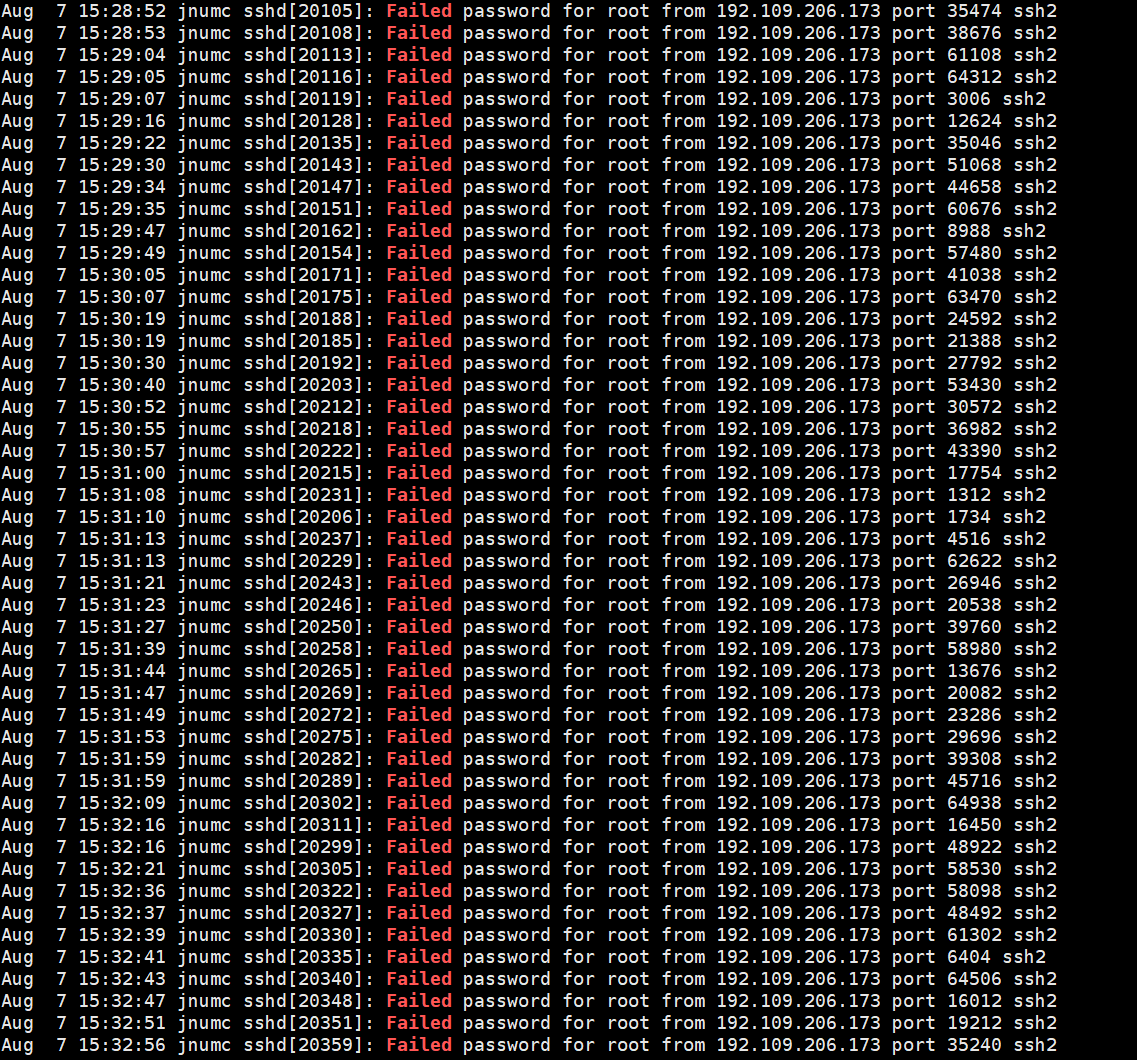 Aug  7 15:28:52 jnumc sshd[20105]: Failed password for root from 192.109.206.173 port 35474 ssh2
Aug  7 15:28:53 jnumc sshd[20108]: Failed password for root from 192.109.206.173 port 38676 ssh2
Aug  7 15:29:04 jnumc sshd[20113]: Failed password for root from 192.109.206.173 port 61108 ssh2
Aug  7 15:29:05 jnumc sshd[20116]: Failed password for root from 192.109.206.173 port 64312 ssh2
Aug  7 15:29:07 jnumc sshd[20119]: Failed password for root from 192.109.206.173 port 3006 ssh2
Aug  7 15:29:16 jnumc sshd[20128]: Failed password for root from 192.109.206.173 port 12624 ssh2
Aug  7 15:29:22 jnumc sshd[20135]: Failed password for root from 192.109.206.173 port 35046 ssh2
Aug  7 15:29:30 jnumc sshd[20143]: Failed password for root from 192.109.206.173 port 51068 ssh2
Aug  7 15:29:34 jnumc sshd[20147]: Failed password for root from 192.109.206.173 port 44658 ssh2
Aug  7 15:29:35 jnumc sshd[20151]: Failed password for root from 192.109.206.173 port 60676 ssh2
Aug  7 15:29:47 jnumc sshd[20162]: Failed password for root from 192.109.206.173 port 8988 ssh2
Aug  7 15:29:49 jnumc sshd[20154]: Failed password for root from 192.109.206.173 port 57480 ssh2
Aug  7 15:30:05 jnumc sshd[20171]: Failed password for root from 192.109.206.173 port 41038 ssh2
Aug  7 15:30:07 jnumc sshd[20175]: Failed password for root from 192.109.206.173 port 63470 ssh2
Aug  7 15:30:19 jnumc sshd[20188]: Failed password for root from 192.109.206.173 port 24592 ssh2
Aug  7 15:30:19 jnumc sshd[20185]: Failed password for root from 192.109.206.173 port 21388 ssh2
Aug  7 15:30:30 jnumc sshd[20192]: Failed password for root from 192.109.206.173 port 27792 ssh2
Aug  7 15:30:40 jnumc sshd[20203]: Failed password for root from 192.109.206.173 port 53430 ssh2
Aug  7 15:30:52 jnumc sshd[20212]: Failed password for root from 192.109.206.173 port 30572 ssh2
Aug  7 15:30:55 jnumc sshd[20218]: Failed password for root from 192.109.206.173 port 36982 ssh2
Aug  7 15:30:57 jnumc sshd[20222]: Failed password for root from 192.109.206.173 port 43390 ssh2
Aug  7 15:31:00 jnumc sshd[20215]: Failed password for root from 192.109.206.173 port 17754 ssh2
Aug  7 15:31:08 jnumc sshd[20231]: Failed password for root from 192.109.206.173 port 1312 ssh2
Aug  7 15:31:10 jnumc sshd[20206]: Failed password for root from 192.109.206.173 port 1734 ssh2
Aug  7 15:31:13 jnumc sshd[20237]: Failed password for root from 192.109.206.173 port 4516 ssh2
Aug  7 15:31:13 jnumc sshd[20229]: Failed password for root from 192.109.206.173 port 62622 ssh2
Aug  7 15:31:21 jnumc sshd[20243]: Failed password for root from 192.109.206.173 port 26946 ssh2
Aug  7 15:31:23 jnumc sshd[20246]: Failed password for root from 192.109.206.173 port 20538 ssh2
Aug  7 15:31:27 jnumc sshd[20250]: Failed password for root from 192.109.206.173 port 39760 ssh2
Aug  7 15:31:39 jnumc sshd[20258]: Failed password for root from 192.109.206.173 port 58980 ssh2
Aug  7 15:31:44 jnumc sshd[20265]: Failed password for root from 192.109.206.173 port 13676 ssh2
Aug  7 15:31:47 jnumc sshd[20269]: Failed password for root from 192.109.206.173 port 20082 ssh2
Aug  7 15:31:49 jnumc sshd[20272]: Failed password for root from 192.109.206.173 port 23286 ssh2
Aug  7 15:31:53 jnumc sshd[20275]: Failed password for root from 192.109.206.173 port 29696 ssh2
Aug  7 15:31:59 jnumc sshd[20282]: Failed password for root from 192.109.206.173 port 39308 ssh2
Aug  7 15:31:59 jnumc sshd[20289]: Failed password for root from 192.109.206.173 port 45716 ssh2
Aug  7 15:32:09 jnumc sshd[20302]: Failed password for root from 192.109.206.173 port 64938 ssh2
Aug  7 15:32:16 jnumc sshd[20311]: Failed password for root from 192.109.206.173 port 16450 ssh2
Aug  7 15:32:16 jnumc sshd[20299]: Failed password for root from 192.109.206.173 port 48922 ssh2
Aug  7 15:32:21 jnumc sshd[20305]: Failed password for root from 192.109.206.173 port 58530 ssh2
Aug  7 15:32:36 jnumc sshd[20322]: Failed password for root from 192.109.206.173 port 58098 ssh2
Aug  7 15:32:37 jnumc sshd[20327]: Failed password for root from 192.109.206.173 port 48492 ssh2
Aug  7 15:32:39 jnumc sshd[20330]: Failed password for root from 192.109.206.173 port 61302 ssh2
Aug  7 15:32:41 jnumc sshd[20335]: Failed password for root from 192.109.206.173 port 6404 ssh2
Aug  7 15:32:43 jnumc sshd[20340]: Failed password for root from 192.109.206.173 port 64506 ssh2
Aug  7 15:32:47 jnumc sshd[20348]: Failed password for root from 192.109.206.173 port 16012 ssh2
Aug  7 15:32:51 jnumc sshd[20351]: Failed password for root from 192.109.206.173 port 19212 ssh2
Aug  7 15:32:56 jnumc sshd[20359]: Failed password for root from 192.109.206.173 port 35240 ssh2